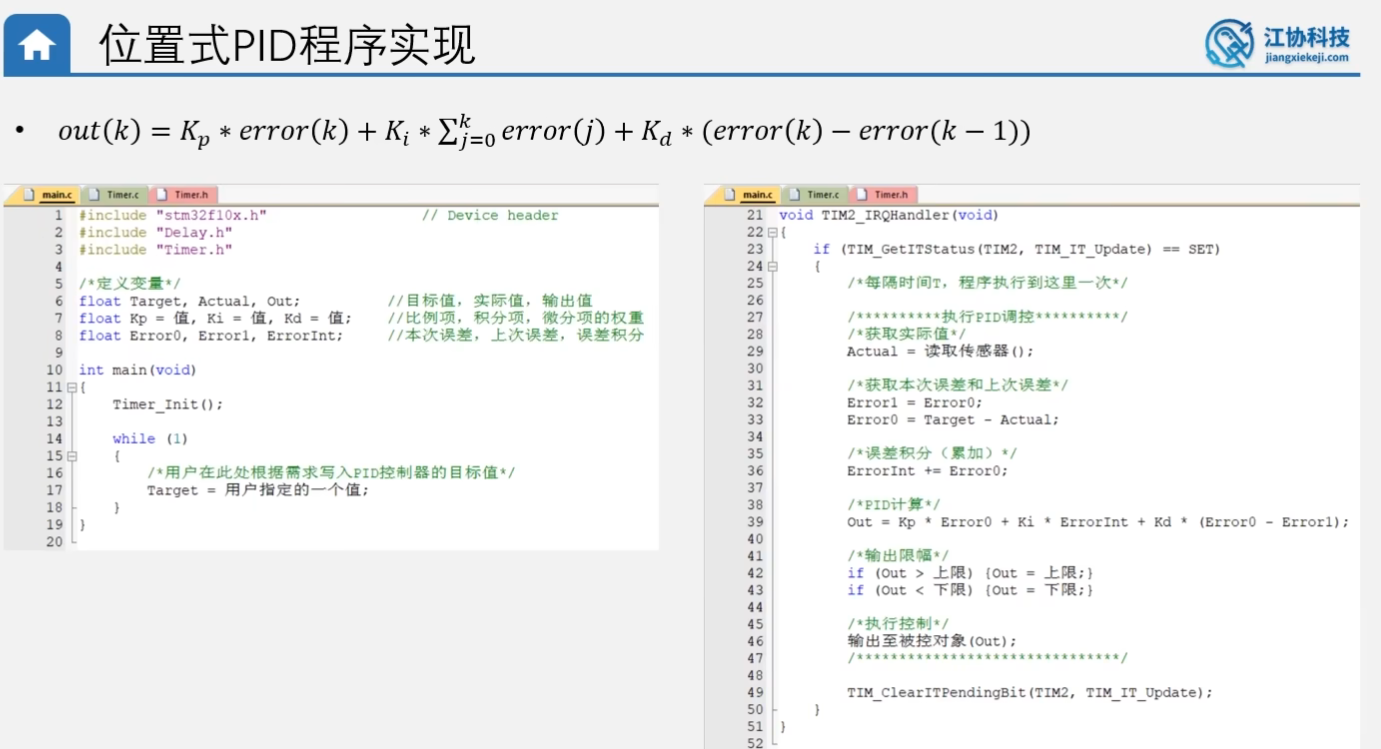 位置式PID程序实现
江协科技
jiangxiekeji.com
• out(k) = K_p * error(k) + K_i * ∑_{j=0}^{k} error(j) + K_d * (error(k) − error(k − 1))
main.c Timer.c Timer.h
1 #include "stm32f10x.h" // Device header
2 #include "Delay.h"
3 #include "Timer.h"
4
5 /*定义变量*/
6 float Target, Actual, Out; //目标值，实际值，输出值
7 float Kp = 值, Ki = 值, Kd = 值; //比例项，积分项，微分项的权重
8 float Error0, Error1, ErrorInt; //本次误差，上次误差，误差积分
9
10 int main(void)
11 {
12 Timer_Init();
13
14 while (1)
15 {
16 /*用户在此处根据需求写入PID控制器的目标值*/
17 Target = 用户指定的一个值;
18 }
19 }
20
main.c Timer.c Timer.h
21 void TIM2_IRQHandler(void)
22 {
23 if (TIM_GetITStatus(TIM2, TIM_IT_Update) == SET)
24 {
25 /*每隔时间T，程序执行到这里一次*/
26
27 /**********执行PID调控**********/
28 /*获取实际值*/
29 Actual = 读取传感器();
30
31 /*获取本次误差和上次误差*/
32 Error1 = Error0;
33 Error0 = Target - Actual;
34
35 /*误差积分（累加）*/
36 ErrorInt += Error0;
37
38 /*PID计算*/
39 Out = Kp * Error0 + Ki * ErrorInt + Kd * (Error0 - Error1);
40
41 /*输出限幅*/
42 if (Out > 上限) {Out = 上限;}
43 if (Out < 下限) {Out = 下限;}
44
45 /*执行控制*/
46 输出至被控对象(Out);
47 /*******************************/
48
49 TIM_ClearITPendingBit(TIM2, TIM_IT_Update);
50 }
51 }
52